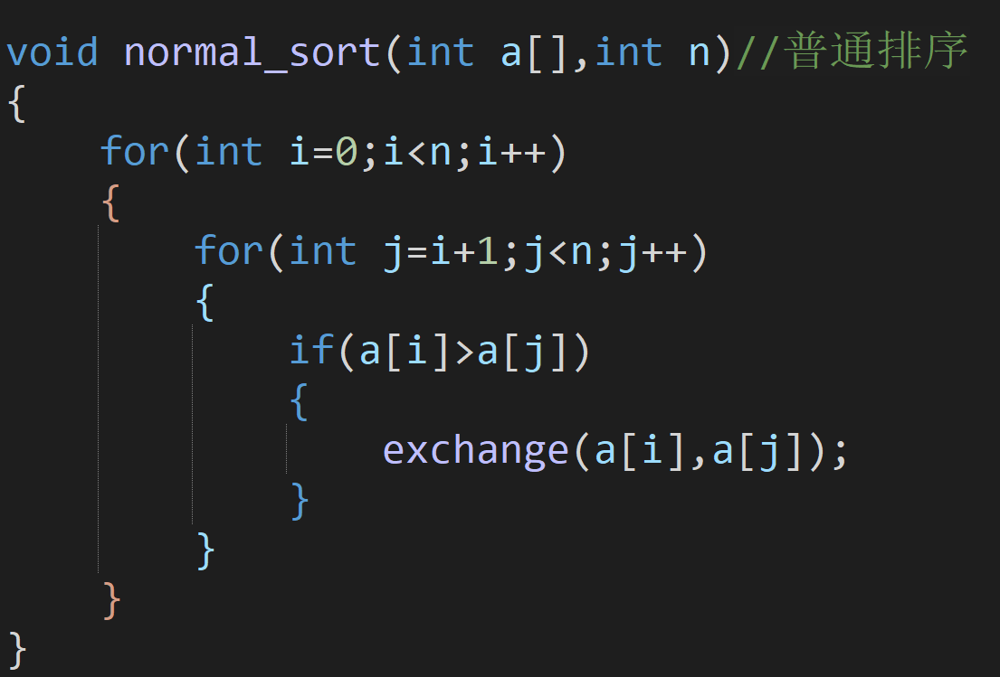 void normal_sort(int a[],int n)//普通排序
{
    for(int i=0;i<n;i++)
    {
        for(int j=i+1;j<n;j++)
        {
            if(a[i]>a[j])
            {
                exchange(a[i],a[j]);
            }
        }
    }
}